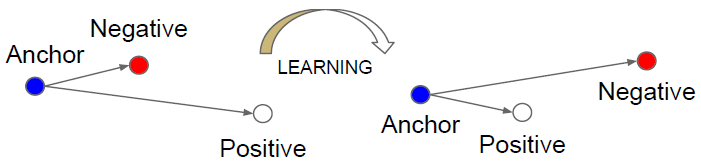 Negative
Anchor
Positive
LEARNING
Negative
Anchor
Positive